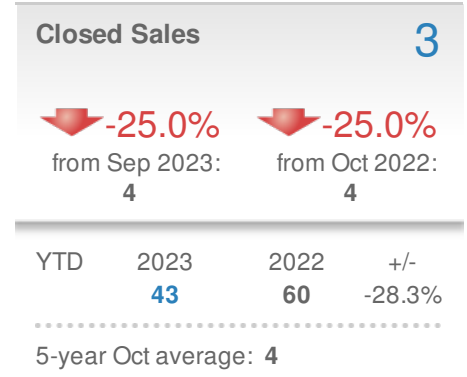 Closed Sales 3
-25.0% -25.0%
from Sep 2023: from Oct 2022:
4 4
YTD 2023 2022 +/-
43 60 -28.3%
5-year Oct average: 4